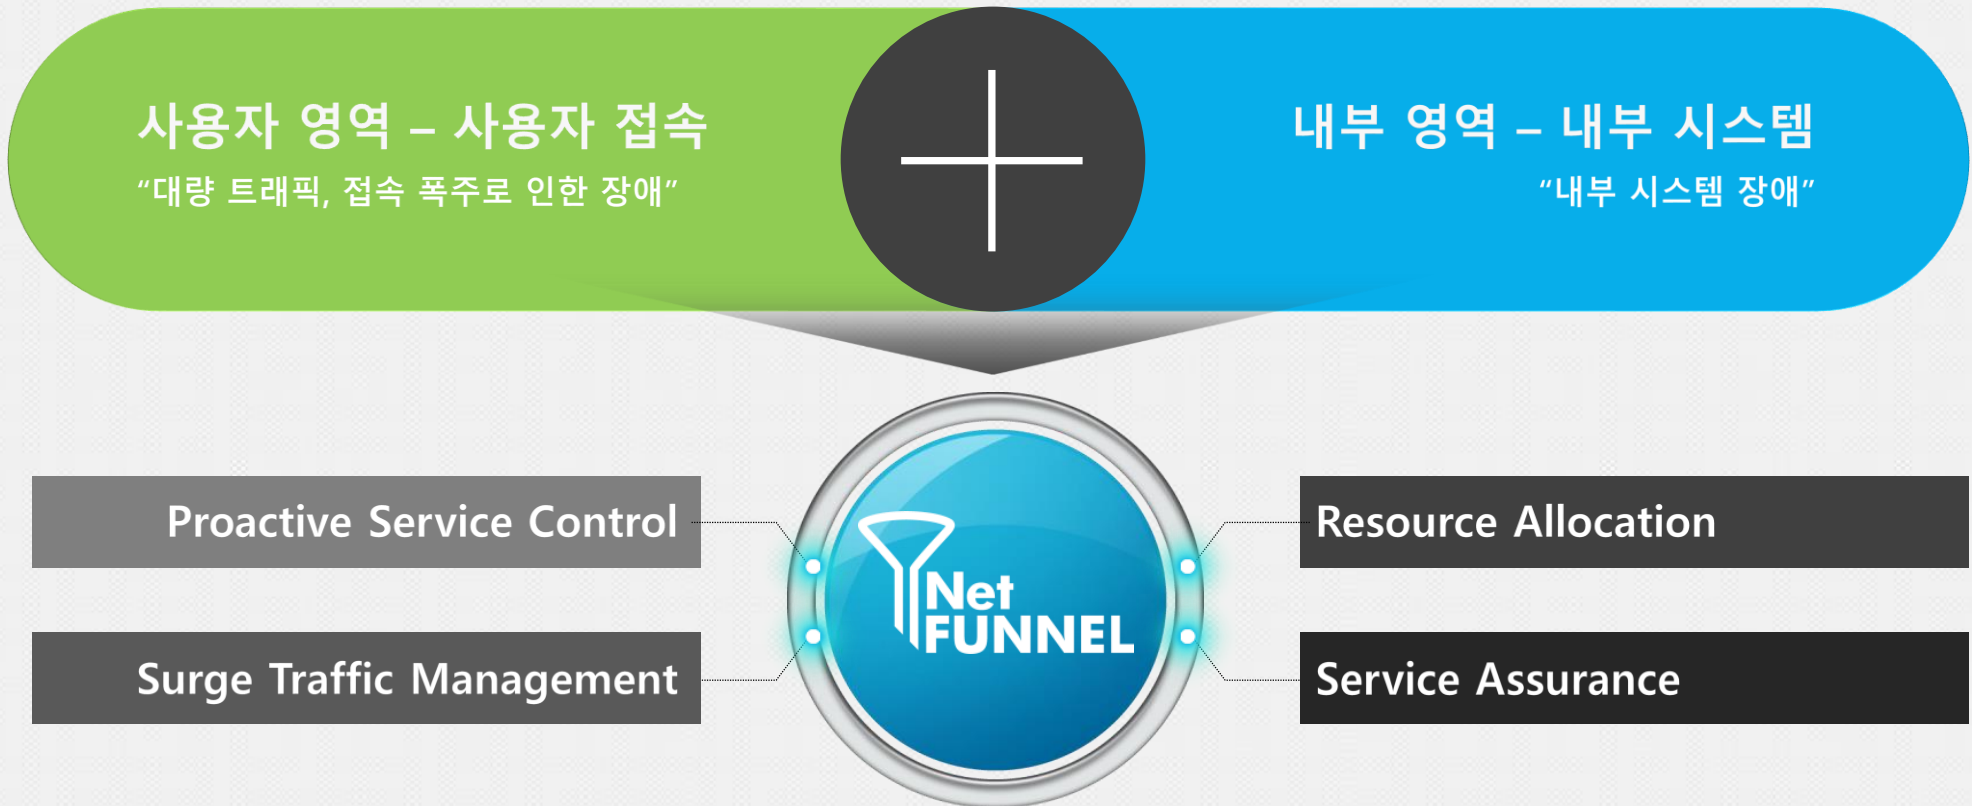 사용자 영역 – 사용자 접속
“대량 트래픽, 접속 폭주로 인한 장애”
내부 영역 – 내부 시스템
“내부 시스템 장애”
Proactive Service Control
Surge Traffic Management
Net
FUNNEL
Resource Allocation
Service Assurance